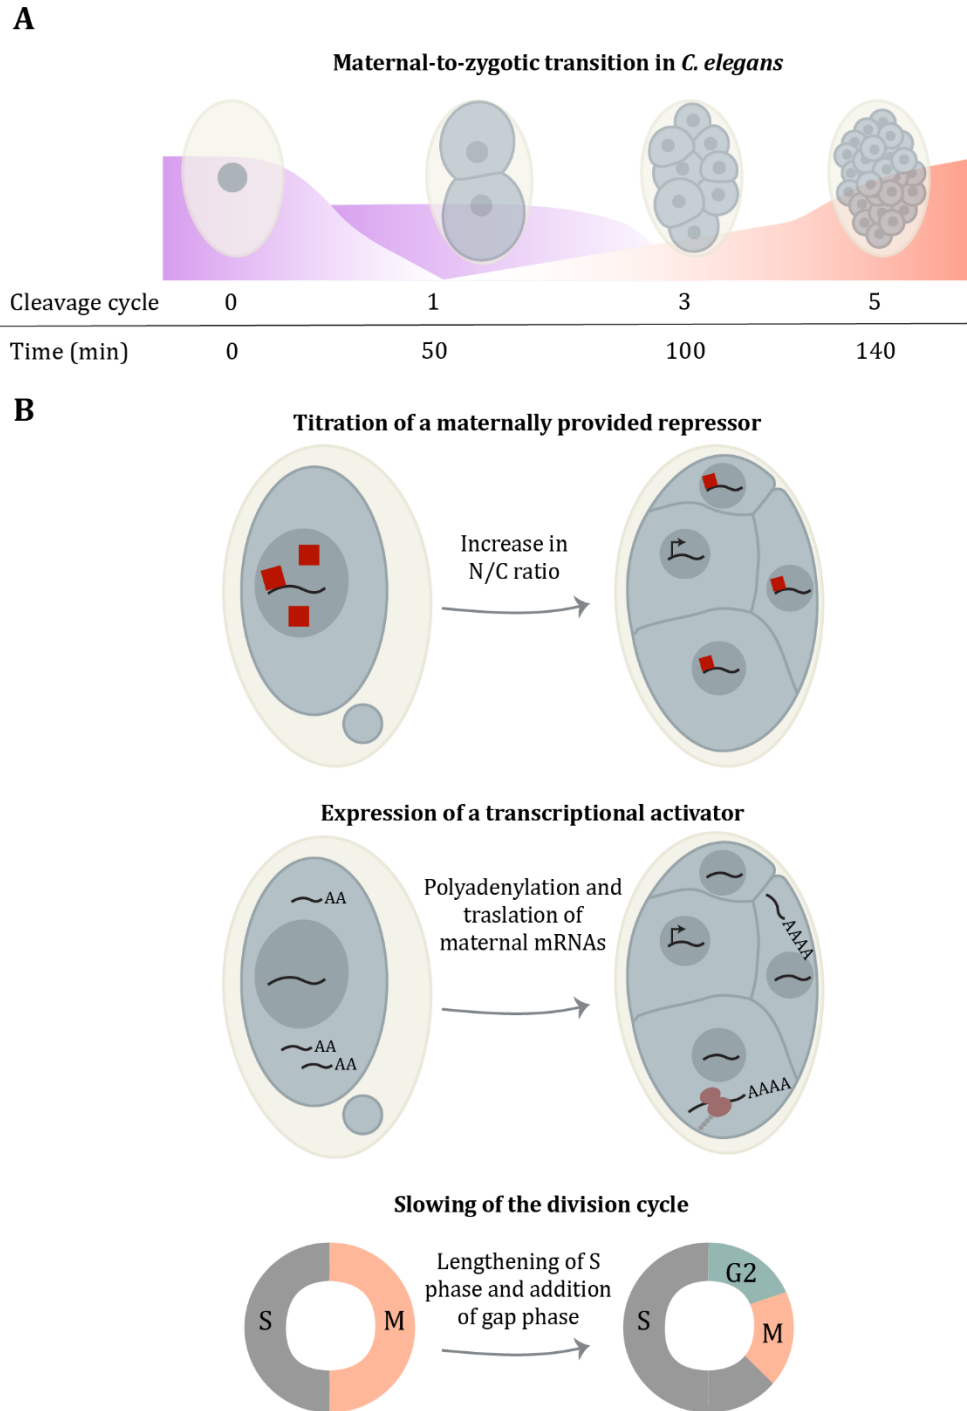 A
Maternal-to-zygotic transition in C. elegans
Cleavage cycle 0 1 3 5
Time (min) 0 50 100 140
B
Titration of a maternally provided repressor
Increase in
N/C ratio
Expression of a transcriptional activator
Polyadenylation and
traslation of
maternal mRNAs
AA
AA
AA
AAAA
AAAA
Slowing of the division cycle
Lengthening of S
phase and addition
of gap phase
S M
S G2 M